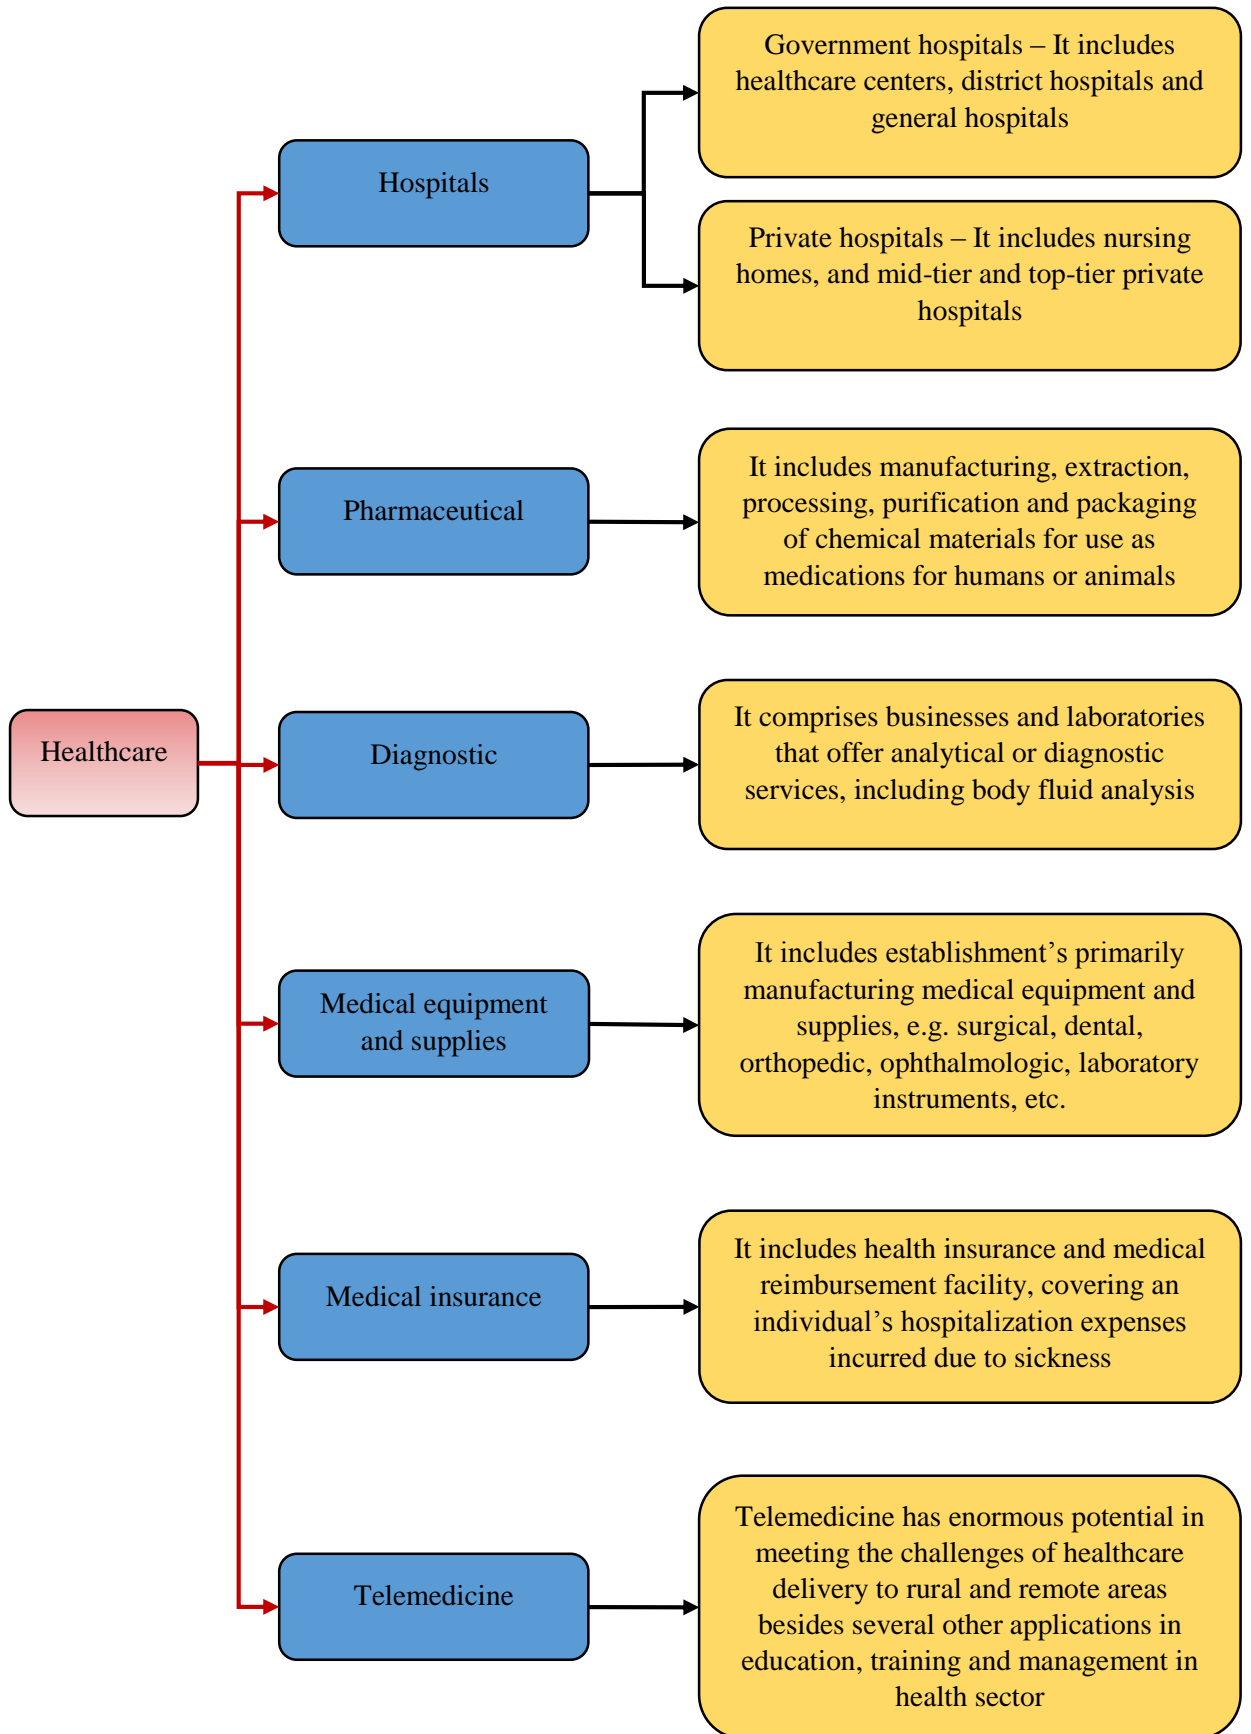 Healthcare
Hospitals
Government hospitals – It includes
healthcare centers, district hospitals and
general hospitals
Private hospitals – It includes nursing
homes, and mid-tier and top-tier private
hospitals
Pharmaceutical
It includes manufacturing, extraction,
processing, purification and packaging
of chemical materials for use as
medications for humans or animals
Diagnostic
It comprises businesses and laboratories
that offer analytical or diagnostic
services, including body fluid analysis
Medical equipment
and supplies
It includes establishment’s primarily
manufacturing medical equipment and
supplies, e.g. surgical, dental,
orthopedic, ophthalmologic, laboratory
instruments, etc.
Medical insurance
It includes health insurance and medical
reimbursement facility, covering an
individual’s hospitalization expenses
incurred due to sickness
Telemedicine
Telemedicine has enormous potential in
meeting the challenges of healthcare
delivery to rural and remote areas
besides several other applications in
education, training and management in
health sector